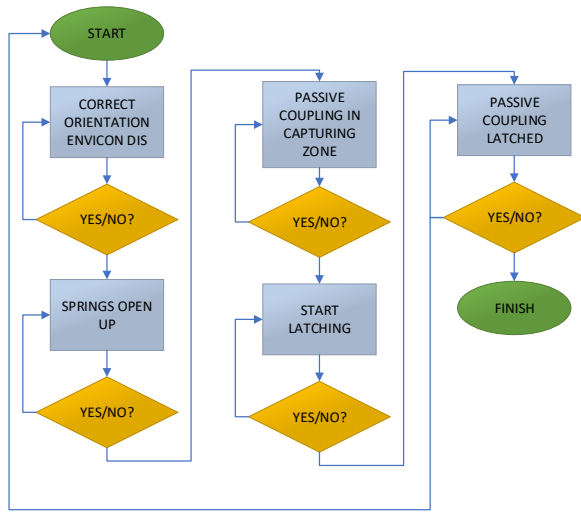 START
CORRECT
ORIENTATION
ENVICON DIS
YES/NO?
SPRINGS OPEN
UP
YES/NO?
PASSIVE
COUPLING IN
CAPTURING
ZONE
YES/NO?
START
LATCHING
YES/NO?
PASSIVE
COUPLING
LATCHED
YES/NO?
FINISH